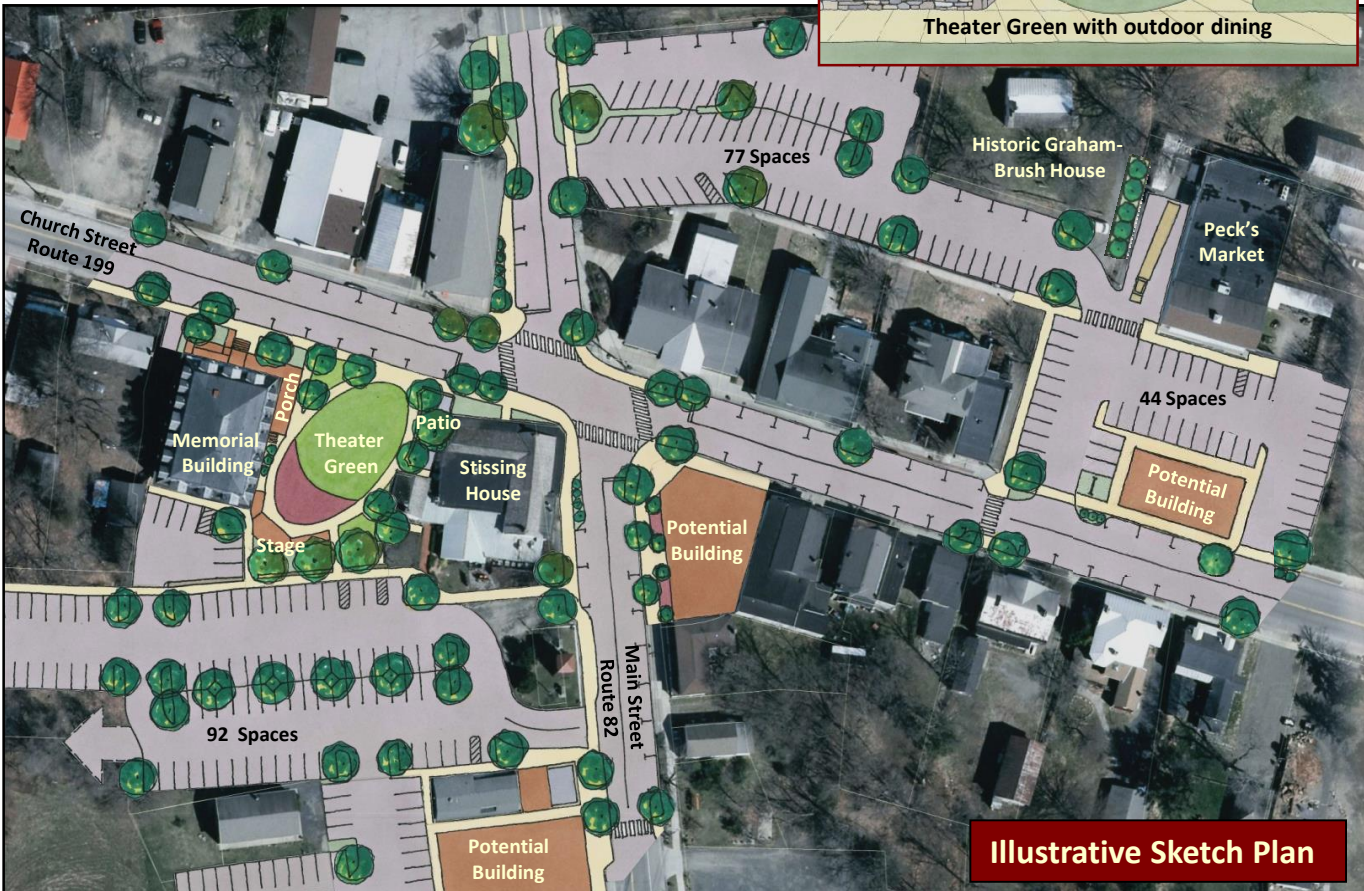 Theater Green with outdoor dining
77 Spaces
Historic Graham-
Brush House
Peck's
Market
Church Street
Route 199
44 Spaces
Porch
Patio
Memorial
Building
Theater
Green
Stissing
House
Potential
Building
Potential
Building
Stage
Main Street
Route 82
92 Spaces
Potential
Building
Illustrative Sketch Plan